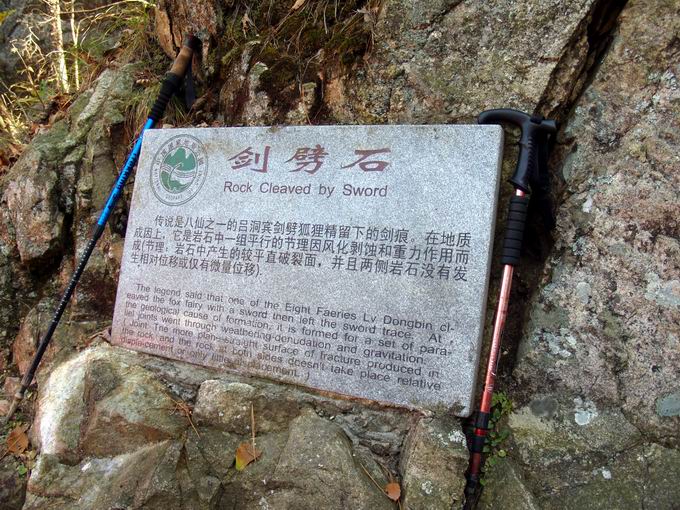 剑劈石
Rock Cleaved by Sword
传说是八仙之一的吕洞宾剑劈狐狸精留下的剑痕。在地质
成因上，它是岩石中一组平行的节理因风化剥蚀和重力作用而
成(节理：岩石中产生的较平直破裂面，并且两侧岩石没有发
生相对位移或仅有微量位移).
The legend said that one of the Eight Faeries Lv Dongbin cl-
eaved the fox fairy with a sword then left the sword trace. At
the geological cause of formation, it is formed for a set of para-
llel joints went through weathering-denudation and gravitation.
( Joint: The more plane-straight surface of fracture produced in
the rock, and the rock at both sides doesn't take place relative
displacement or only little displacement.